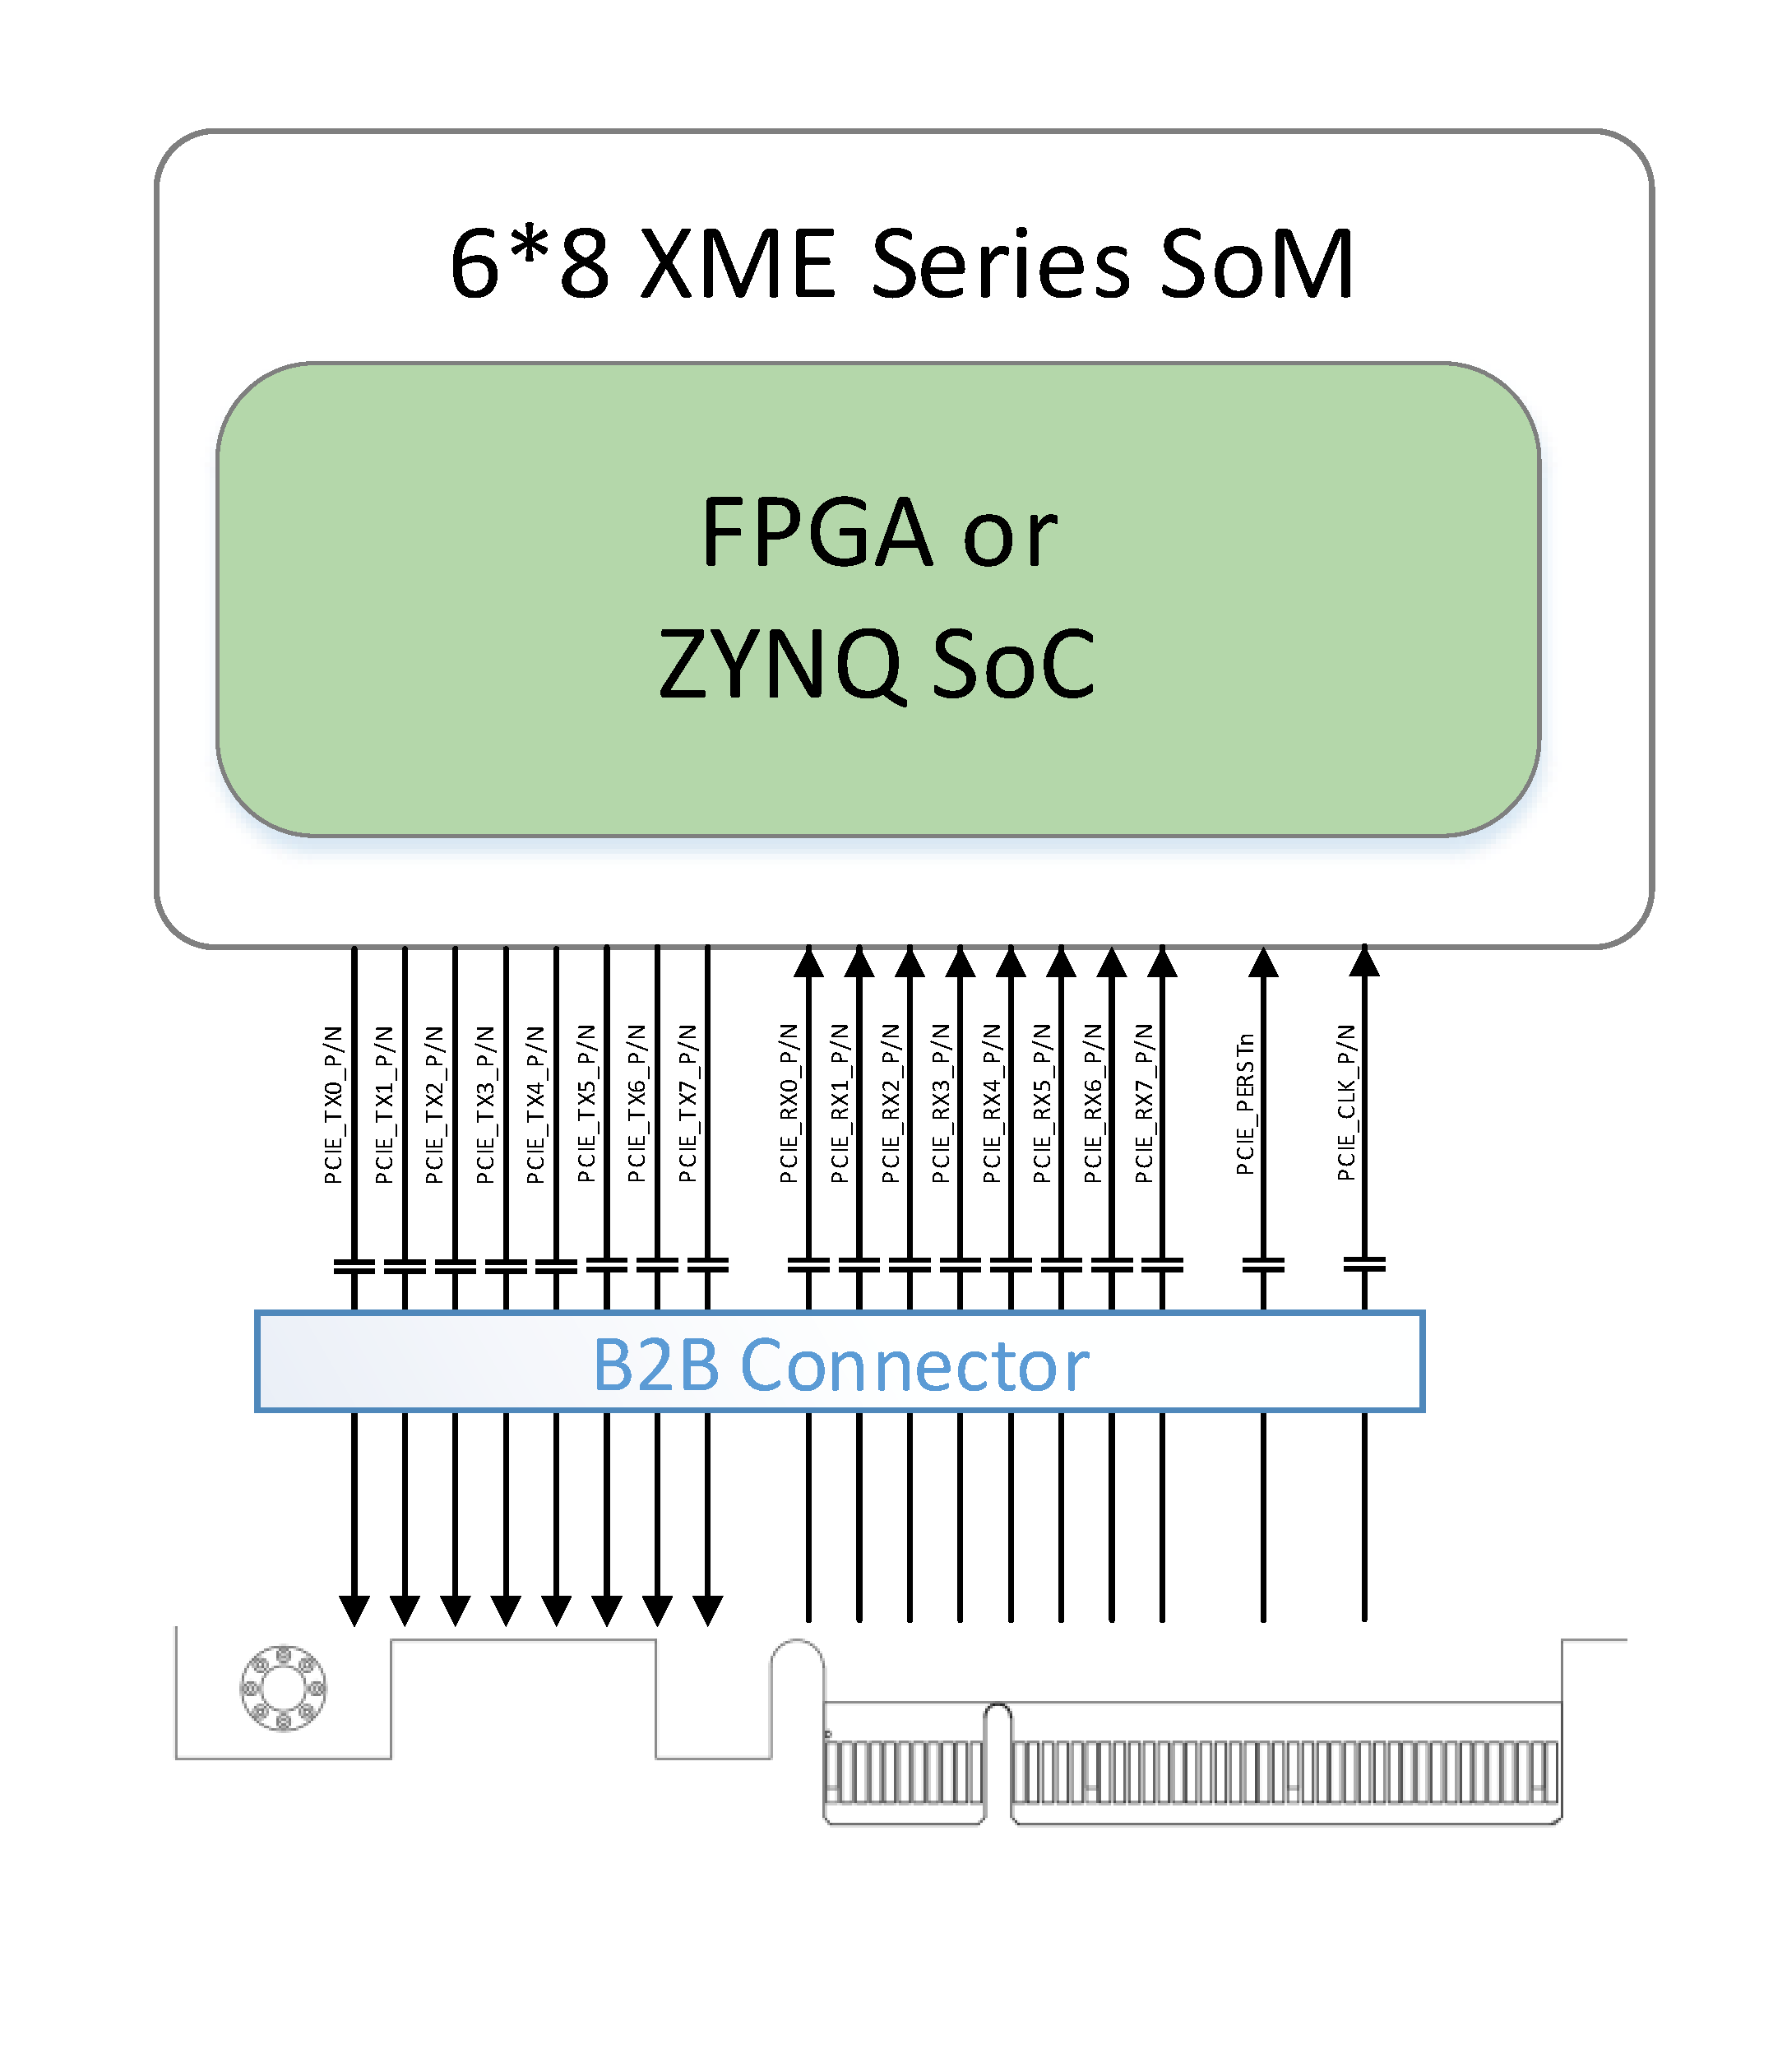 6*8 XME Series SoM
FPGA or
ZYNQ SoC
PCIE_TX0_P/N
PCIE_TX1_P/N
PCIE_TX2_P/N
PCIE_TX3_P/N
PCIE_TX4_P/N
PCIE_TX5_P/N
PCIE_TX6_P/N
PCIE_TX7_P/N
PCIE_RX0_P/N
PCIE_RX1_P/N
PCIE_RX2_P/N
PCIE_RX3_P/N
PCIE_RX4_P/N
PCIE_RX5_P/N
PCIE_RX6_P/N
PCIE_RX7_P/N
PCIE_PERSTn
PCIE_CLK_P/N
B2B Connector